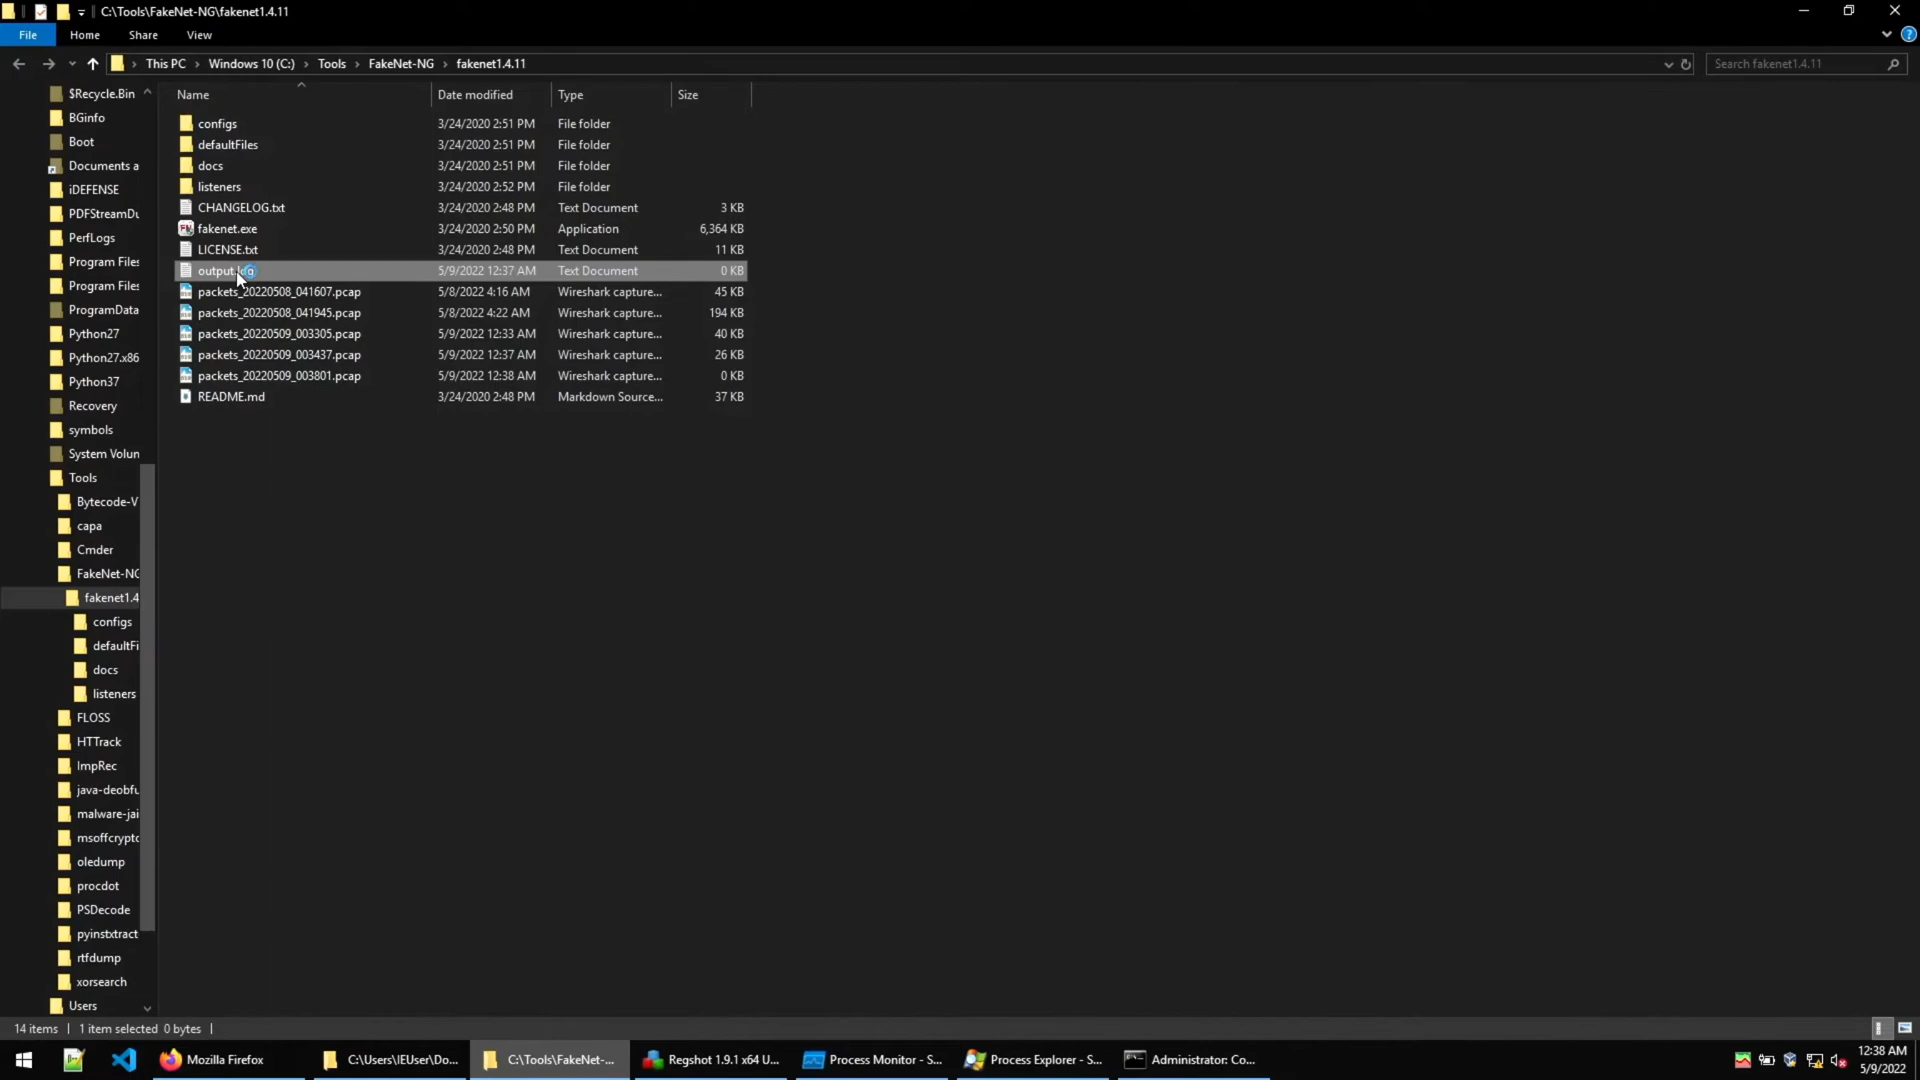 C:\Tools\FakeNet-NG\fakenet1.4.11
File Home Share View
This PC Windows 10 (C:) Tools FakeNet-NG fakenet1.4.11 Search fakenet1.4.11
Name Date modified Type Size
configs 3/24/2020 2:51 PM File folder
defaultFiles 3/24/2020 2:51 PM File folder
docs 3/24/2020 2:51 PM File folder
listeners 3/24/2020 2:52 PM File folder
CHANGELOG.txt 3/24/2020 2:48 PM Text Document 3 KB
fakenet.exe 3/24/2020 2:50 PM Application 6,364 KB
LICENSE.txt 3/24/2020 2:48 PM Text Document 11 KB
output.log 5/9/2022 12:37 AM Text Document 0 KB
packets_20220508_041607.pcap 5/8/2022 4:16 AM Wireshark capture... 45 KB
packets_20220508_041945.pcap 5/8/2022 4:22 AM Wireshark capture... 194 KB
packets_20220509_003305.pcap 5/9/2022 12:33 AM Wireshark capture... 40 KB
packets_20220509_003437.pcap 5/9/2022 12:37 AM Wireshark capture... 26 KB
packets_20220509_003801.pcap 5/9/2022 12:38 AM Wireshark capture... 0 KB
README.md 3/24/2020 2:48 PM Markdown Source... 37 KB
$Recycle.Bin
BGinfo
Boot
Documents a
iDEFENSE
PDFStreamDu
PerfLogs
Program Files
Program Files
ProgramData
Python27
Python27.x86
Python37
Recovery
symbols
System Volun
Tools
Bytecode-V
capa
Cmder
FakeNet-NG
fakenet1.4
configs
defaultFi
docs
listeners
FLOSS
HTTrack
ImpRec
java-deobfu
malware-jai
msoffcrypto
oledump
procdot
PSDecode
pyinstxtract
rtfdump
xorsearch
Users
14 items 1 item selected 0 bytes
Mozilla Firefox C:\Users\IEUser\Do... C:\Tools\FakeNet-... Regshot 1.9.1 x64 U... Process Monitor - S... Process Explorer - S... Administrator: Co... 12:38 AM
5/9/2022